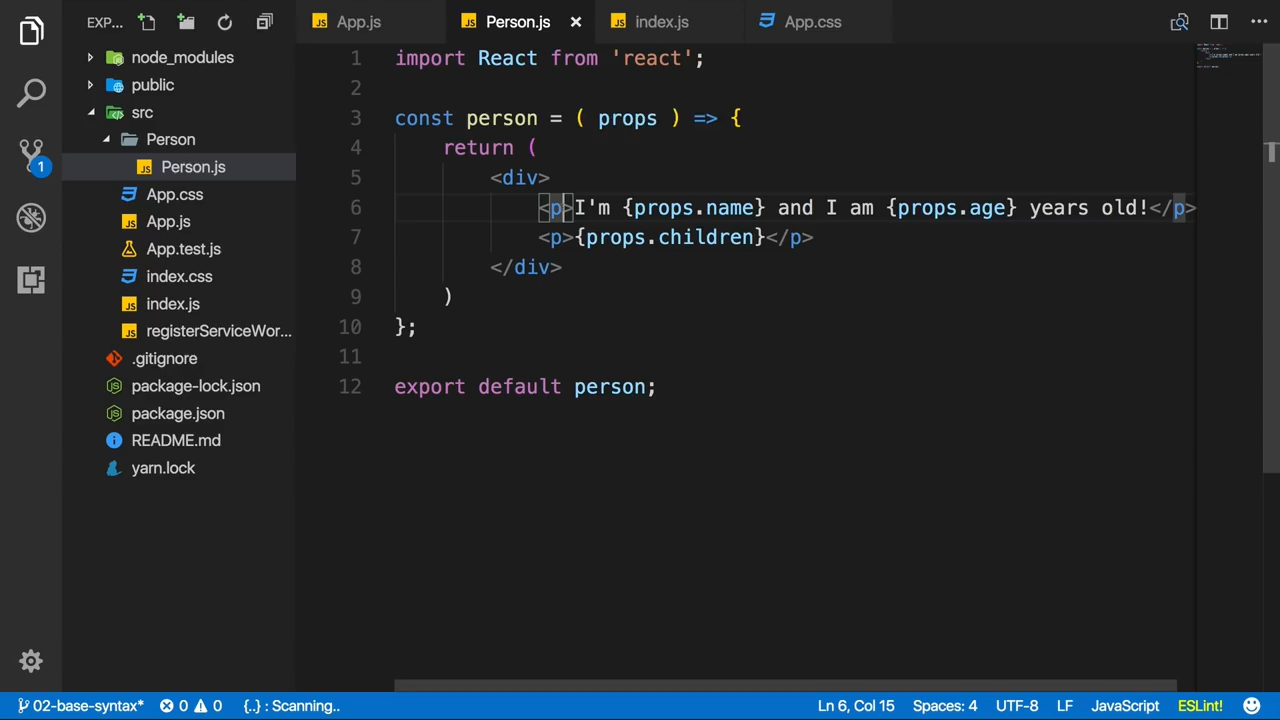 EXP...
App.js
Person.js
index.js
App.css
node_modules
public
src
Person
Person.js
App.css
App.js
App.test.js
index.css
index.js
registerServiceWor...
.gitignore
package-lock.json
package.json
README.md
yarn.lock
1
1 import React from 'react';
2
3 const person = ( props ) => {
4 return (
5 <div>
6 <p>I'm {props.name} and I am {props.age} years old!</p>
7 <p>{props.children}</p>
8 </div>
9 )
10 };
11
12 export default person;
02-base-syntax* 0 0 {..} : Scanning.. Ln 6, Col 15 Spaces: 4 UTF-8 LF JavaScript ESLint!